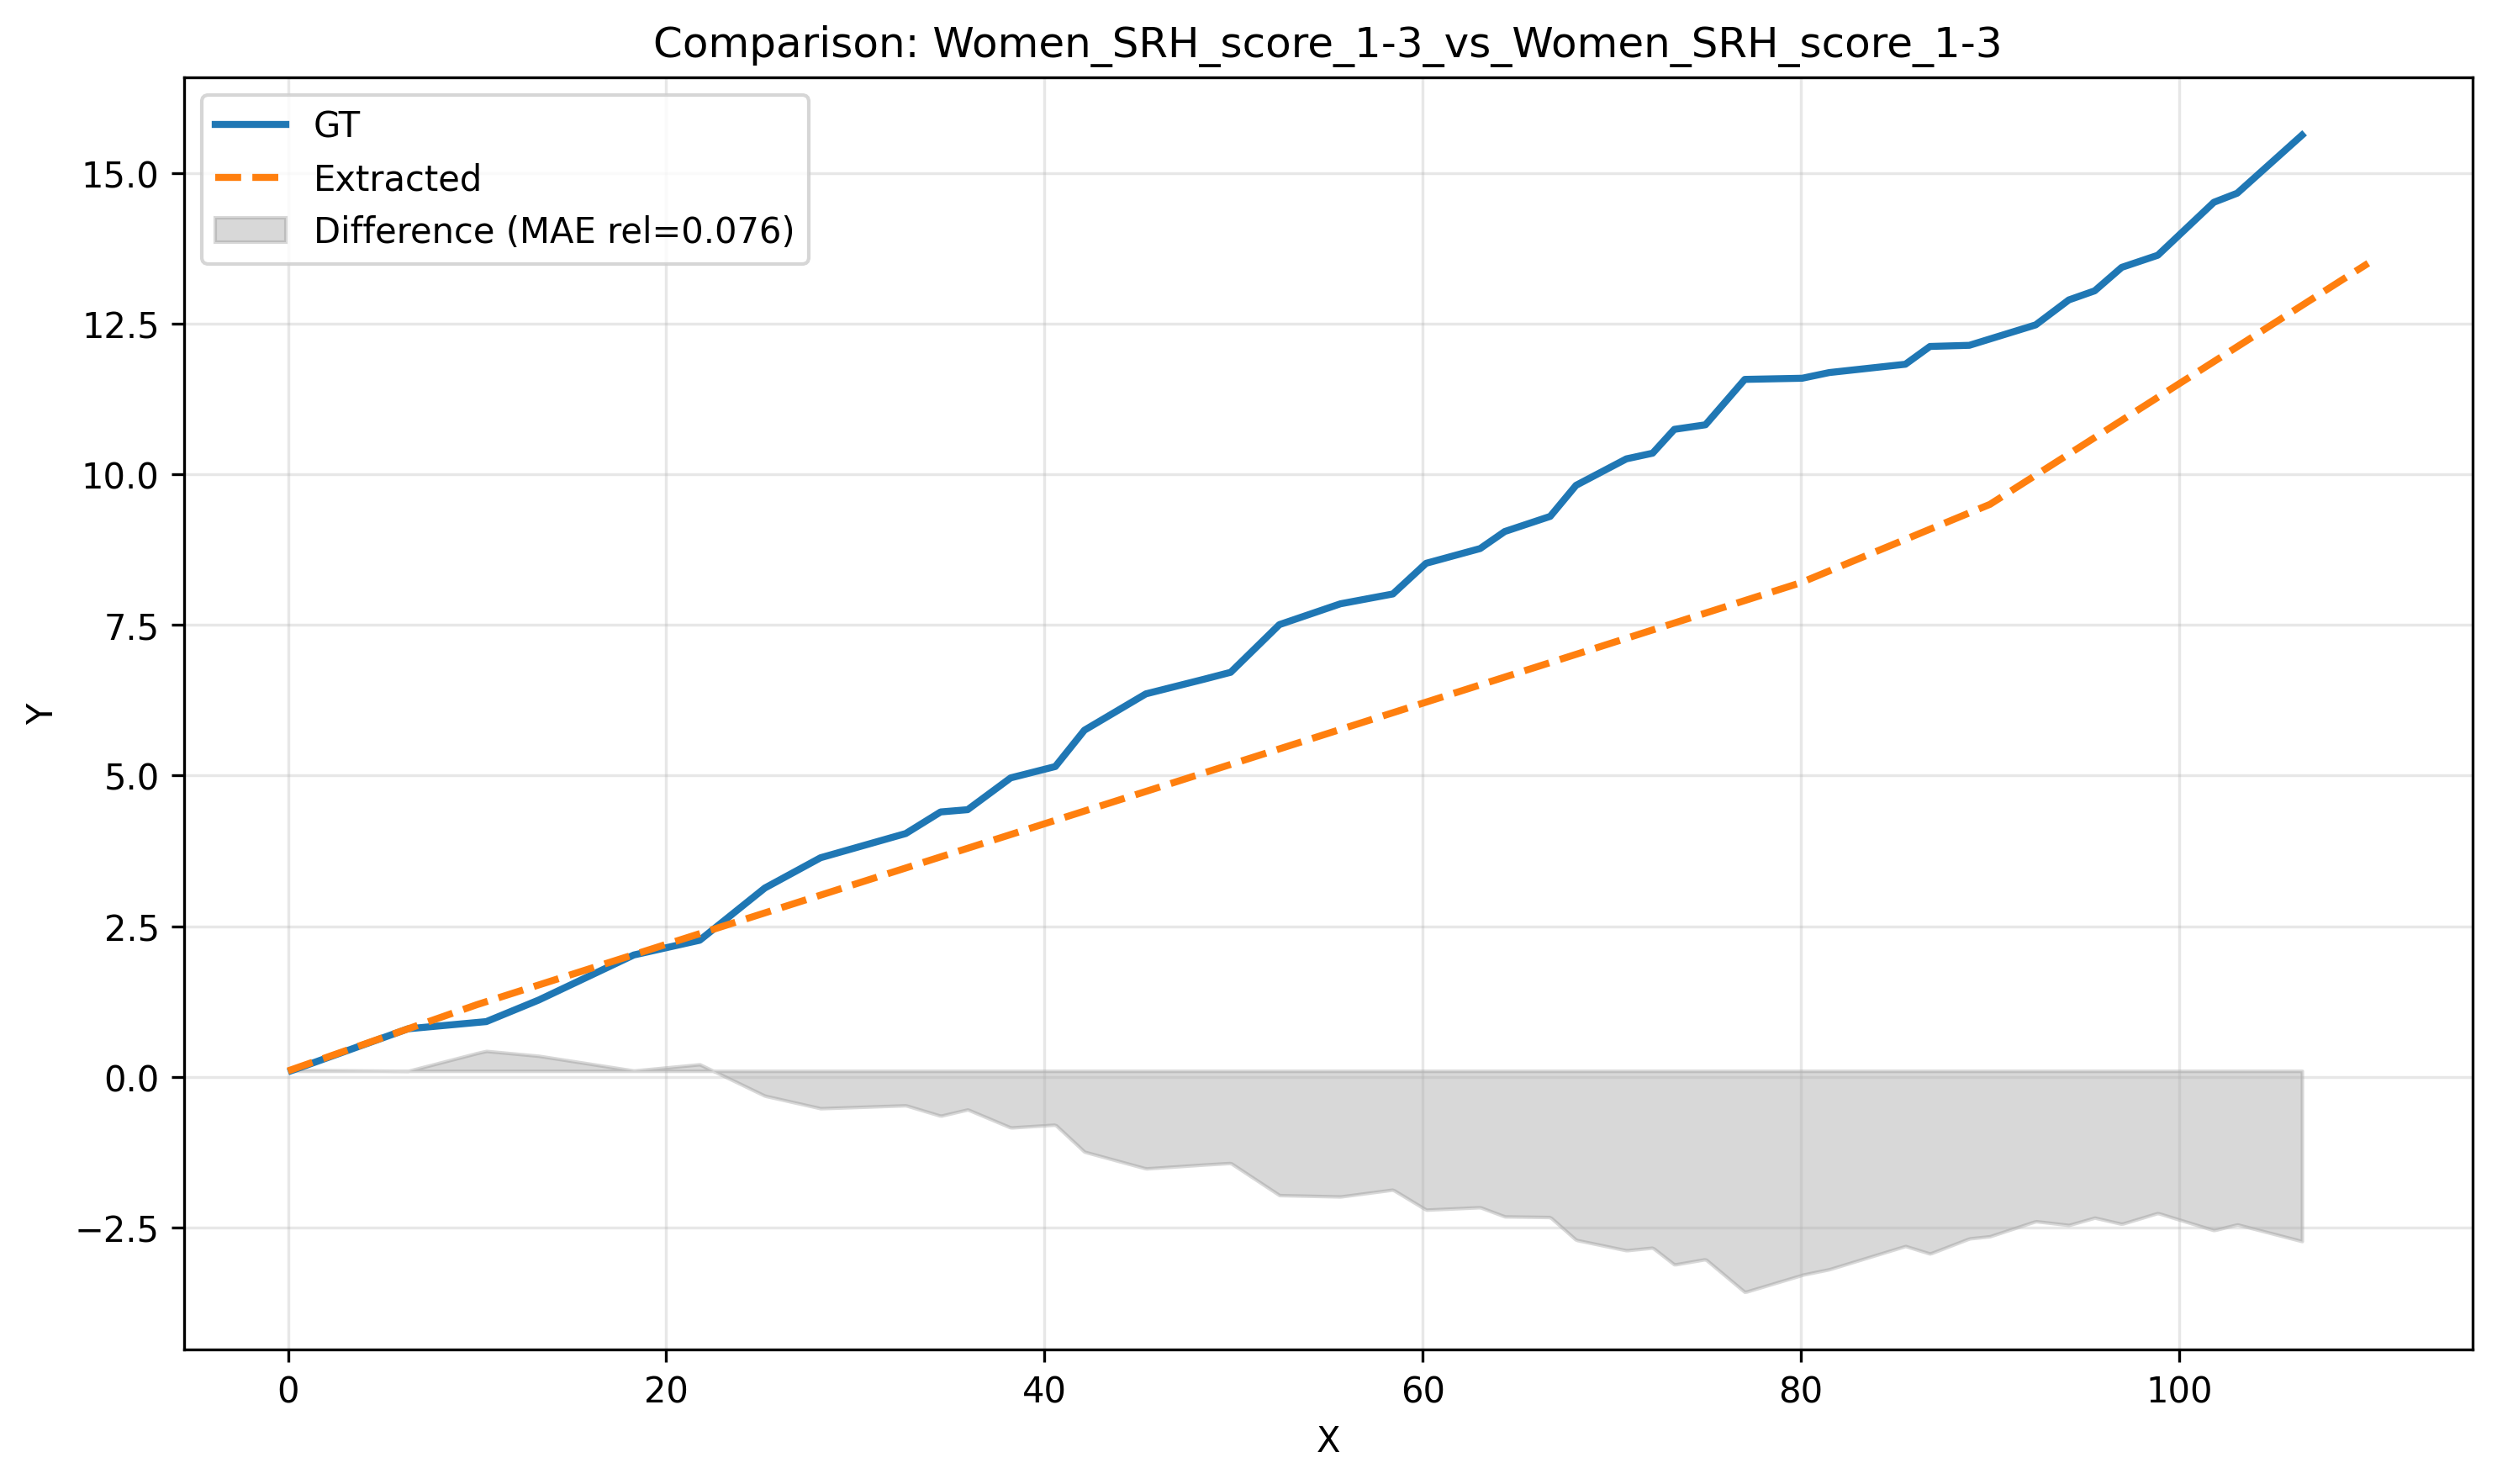 Comparison: Women_SRH_score_1-3_vs_Women_SRH_score_1-3
GT
Extracted
Difference (MAE rel=0.076)
15.0
12.5
10.0
7.5
5.0
2.5
0.0
−2.5
Y
0 20 40 60 80 100
X